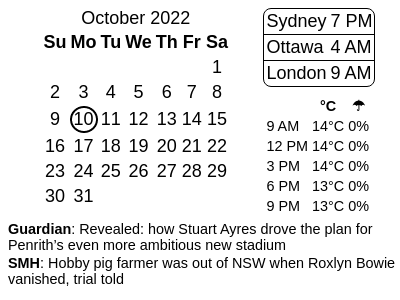 October 2022
Su Mo Tu We Th Fr Sa
1
2 3 4 5 6 7 8
9 10 11 12 13 14 15
16 17 18 19 20 21 22
23 24 25 26 27 28 29
30 31
Sydney 7 PM
Ottawa 4 AM
London 9 AM
°C ☂
9 AM 14°C 0%
12 PM 14°C 0%
3 PM 14°C 0%
6 PM 13°C 0%
9 PM 13°C 0%
Guardian: Revealed: how Stuart Ayres drove the plan for
Penrith’s even more ambitious new stadium
SMH: Hobby pig farmer was out of NSW when Roxlyn Bowie
vanished, trial told